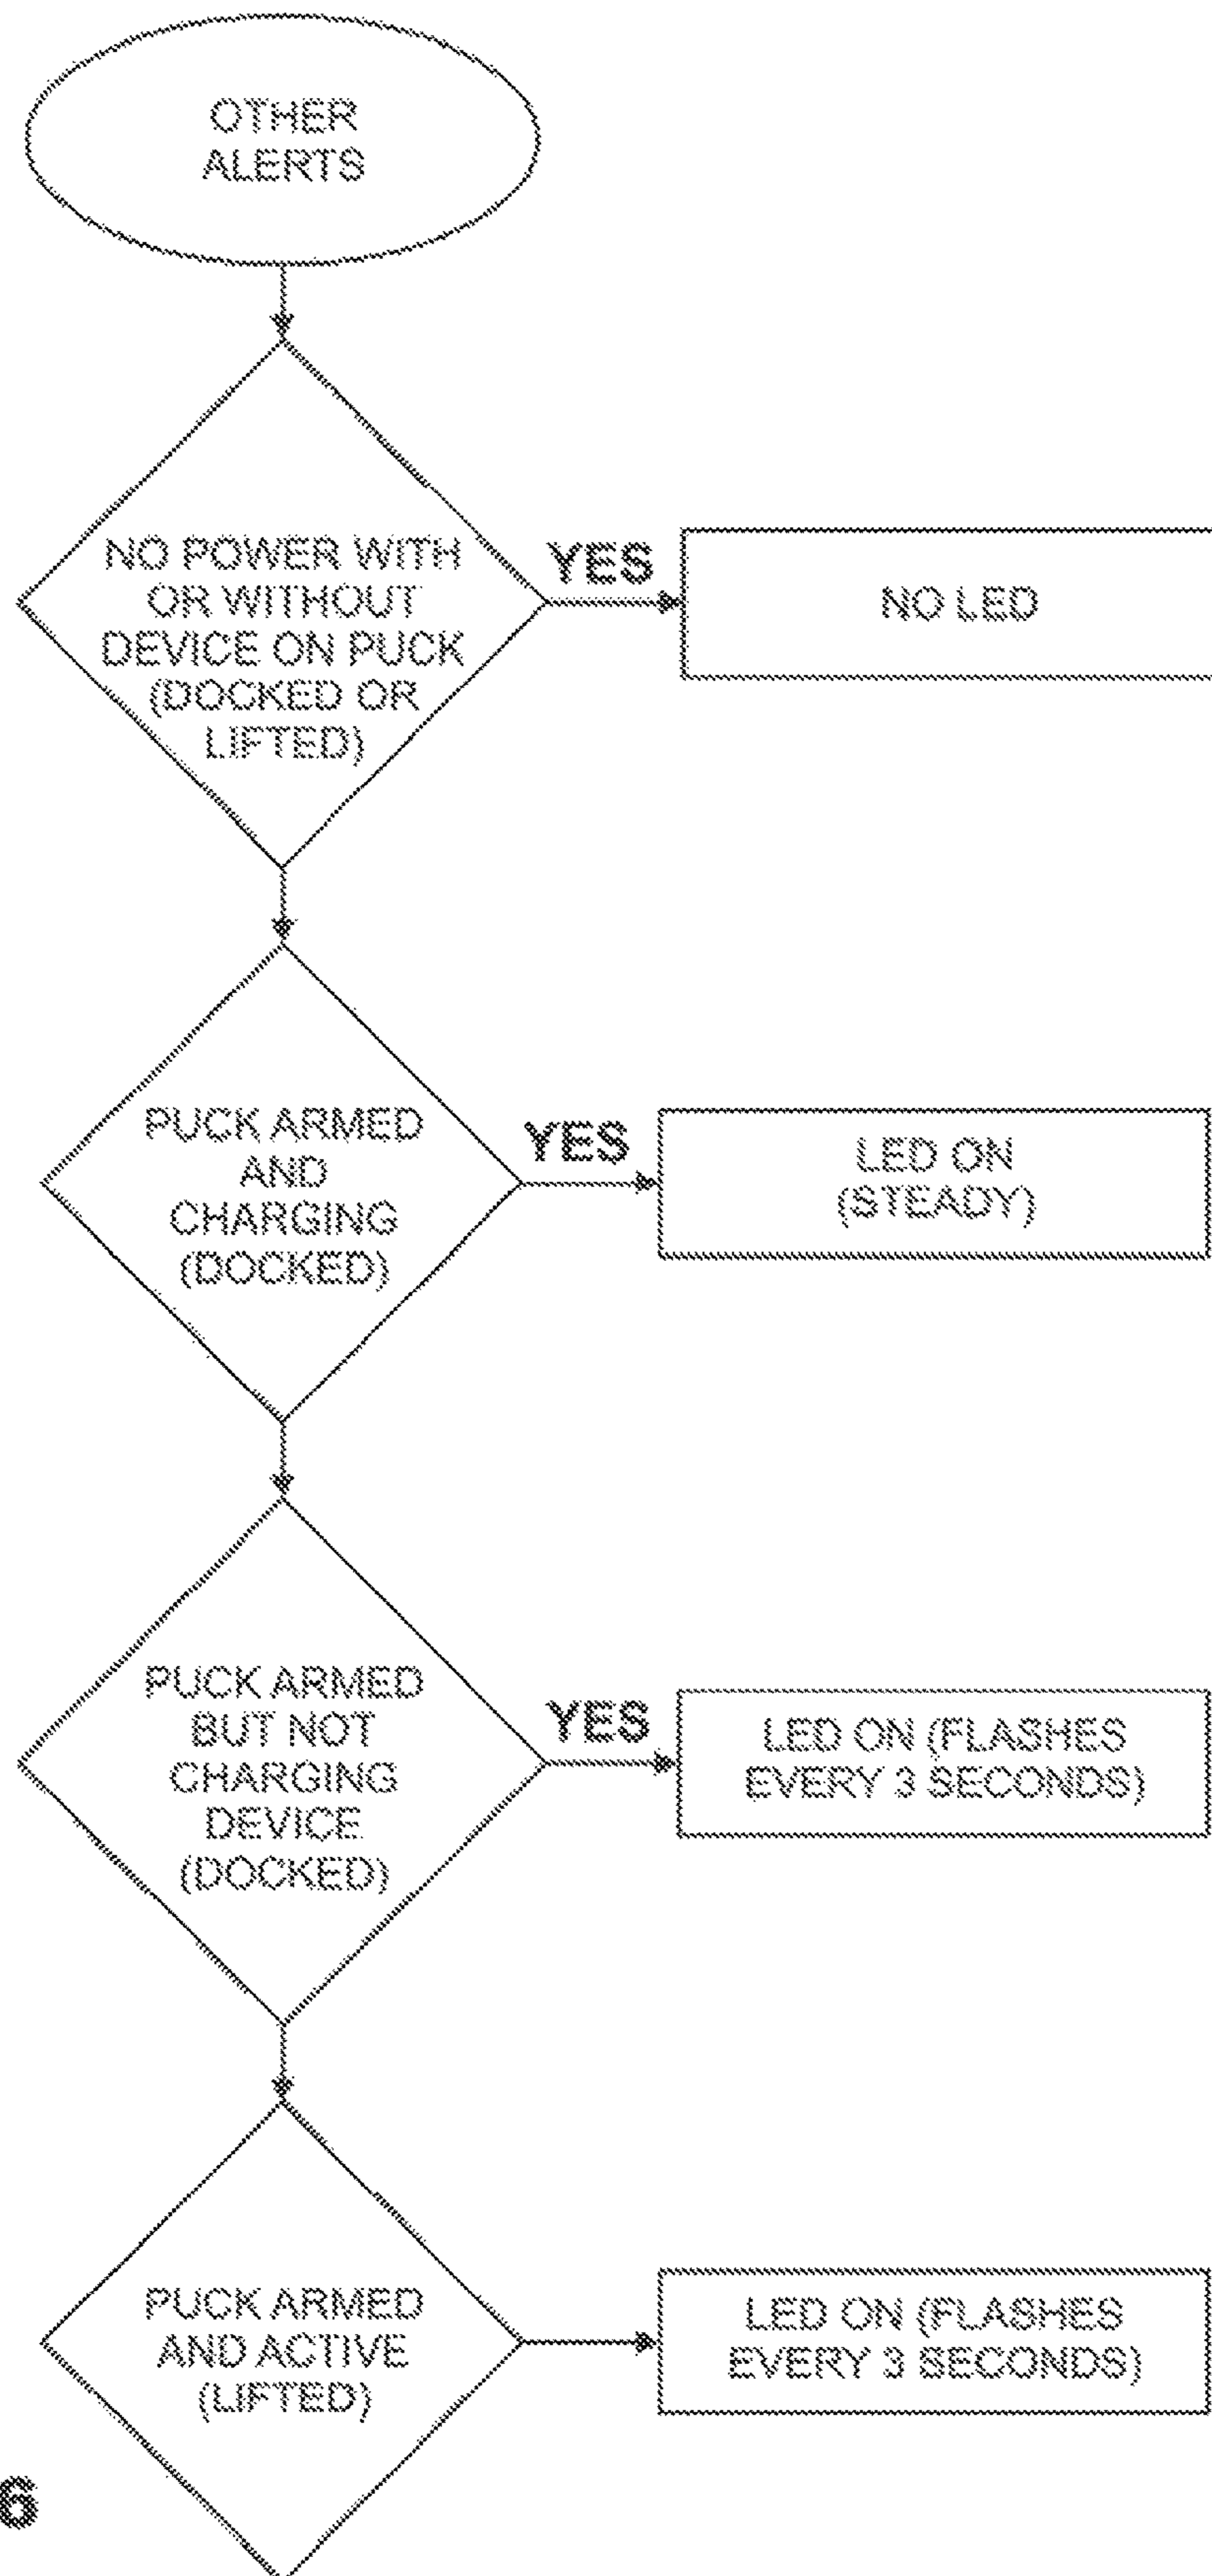 OTHER
ALERTS
NO POWER WITH
OR WITHOUT
DEVICE ON PUCK
(DOCKED OR
LIFTED)
YES
NO LED
PUCK ARMED
AND
CHARGING
(DOCKED)
YES
LED ON
(STEADY)
PUCK ARMED
BUT NOT
CHARGING
DEVICE
(DOCKED)
YES
LED ON (FLASHES
EVERY 3 SECONDS)
PUCK ARMED
AND ACTIVE
(LIFTED)
LED ON (FLASHES
EVERY 3 SECONDS)
6